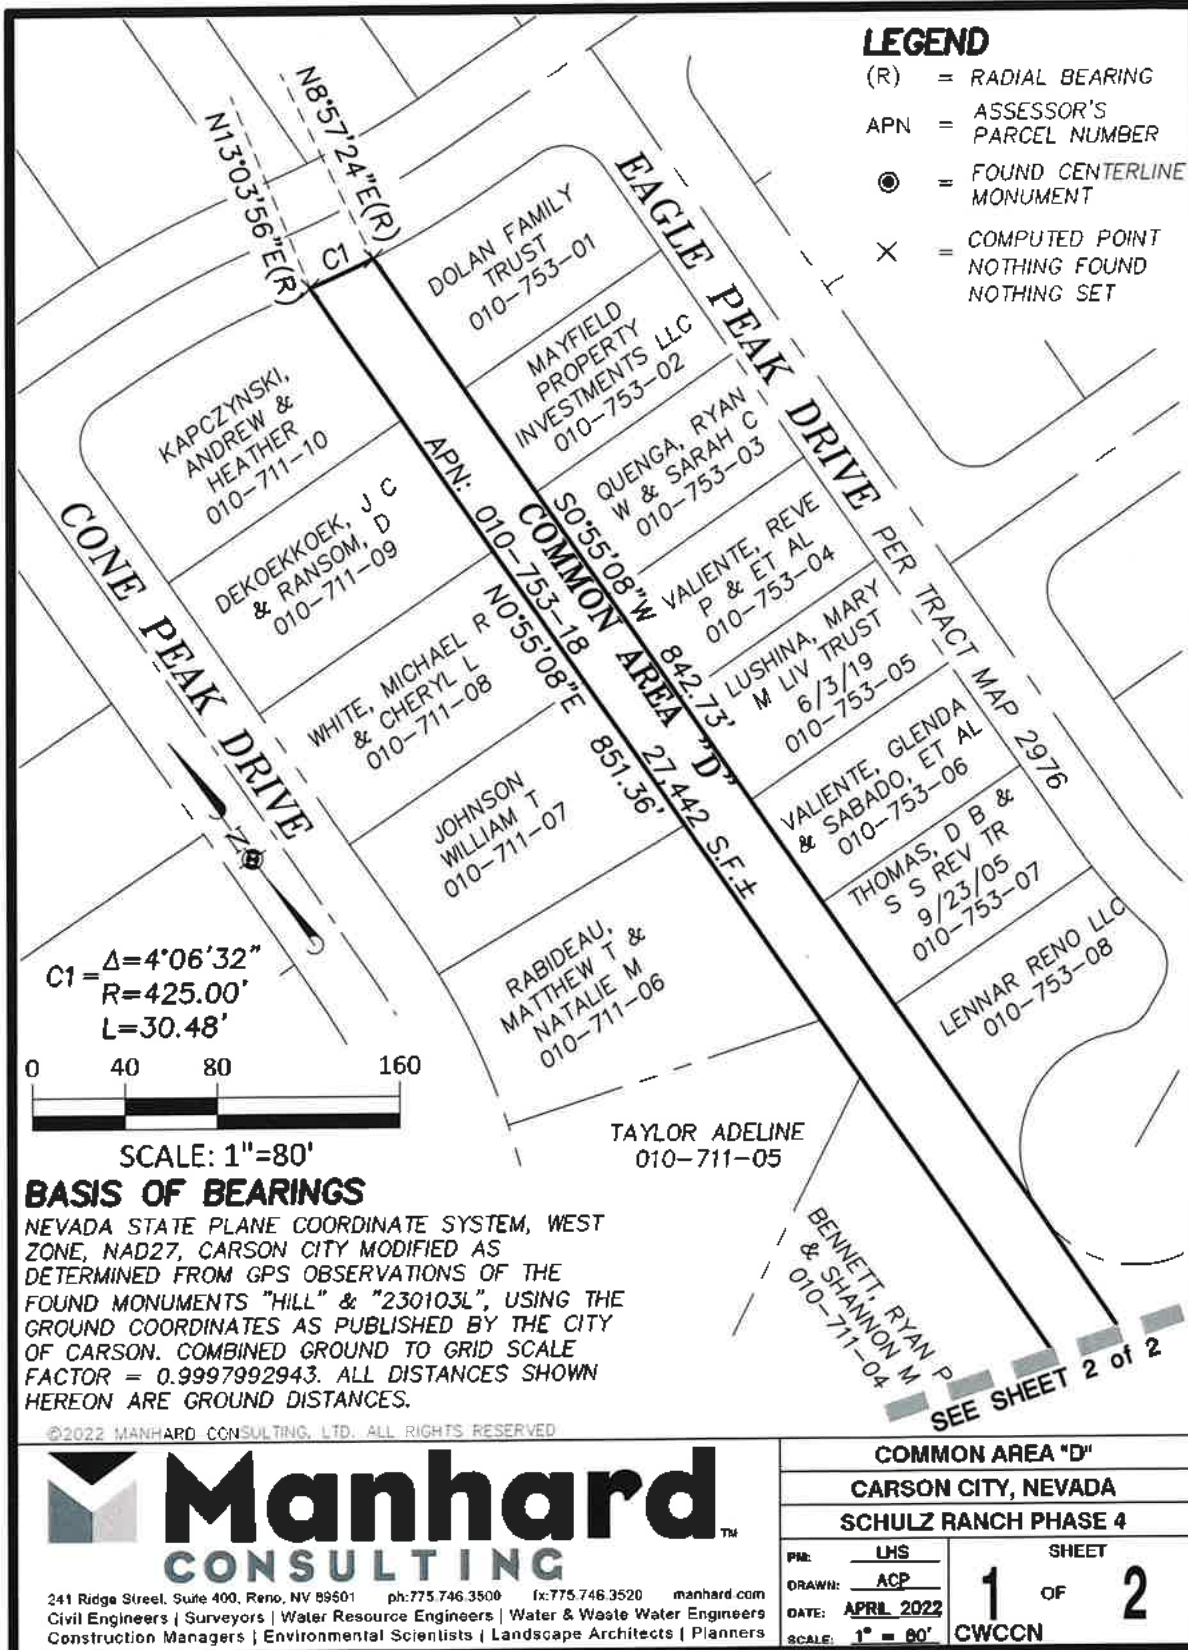 LEGEND
(R) = RADIAL BEARING
APN = ASSESSOR'S
PARCEL NUMBER
= FOUND CENTERLINE
MONUMENT
= COMPUTED POINT
NOTHING FOUND
NOTHING SET
N13°03'56"E(R)
N8°57'24"E(R)
C1
DOLAN FAMILY
TRUST
010-753-01
MAYFIELD
PROPERTY
INVESTMENTS LLC
010-753-02
QUENGA, RYAN
W & SARAH C
010-753-03
VALIENTE, REVE
P & ET AL
010-753-04
LUSHINA, MARY
M LIV TRUST
6/3/19
010-753-05
VALIENTE, GLENDA
& SABADO, ET AL
010-753-06
THOMAS, D B &
S S REV TR
9/23/05
010-753-07
LENNAR RENO LLC
010-753-08
EAGLE PEAK DRIVE PER TRACT MAP 2976
KAPCZYNSKI,
ANDREW &
HEATHER
010-711-10
DEKOEKKOEK, J C
& RANSOM, D
010-711-09
WHITE, MICHAEL R
& CHERYL L
010-711-08
JOHNSON
WILLIAM T
010-711-07
RABIDEAU,
MATTHEW T &
NATALIE M
010-711-06
TAYLOR ADELINE
010-711-05
BENNETT, RYAN P
& SHANNON M
010-711-04
CONE PEAK DRIVE
S0°55'08"W 842.73'
COMMON AREA "D"
APN: 010-753-18 27,442 S.F.±
N0°55'08"E 851.36'
N
C1 = Δ=4°06'32"
R=425.00'
L=30.48'
0 40 80 160
SCALE: 1"=80'
SEE SHEET 2 of 2
BASIS OF BEARINGS
NEVADA STATE PLANE COORDINATE SYSTEM, WEST
ZONE, NAD27, CARSON CITY MODIFIED AS
DETERMINED FROM GPS OBSERVATIONS OF THE
FOUND MONUMENTS "HILL" & "230103L", USING THE
GROUND COORDINATES AS PUBLISHED BY THE CITY
OF CARSON. COMBINED GROUND TO GRID SCALE
FACTOR = 0.9997992943. ALL DISTANCES SHOWN
HEREON ARE GROUND DISTANCES.
©2022 MANHARD CONSULTING, LTD. ALL RIGHTS RESERVED
Manhard TM
CONSULTING
241 Ridge Street, Suite 400, Reno, NV 89501 ph:775.746.3500 fx:775.746.3520 manhard.com
Civil Engineers | Surveyors | Water Resource Engineers | Water & Waste Water Engineers
Construction Managers | Environmental Scientists | Landscape Architects | Planners
COMMON AREA "D"
CARSON CITY, NEVADA
SCHULZ RANCH PHASE 4
PM: LHS
DRAWN: ACP
DATE: APRIL 2022
SCALE: 1" = 80'
SHEET
1 OF 2
CWCCN